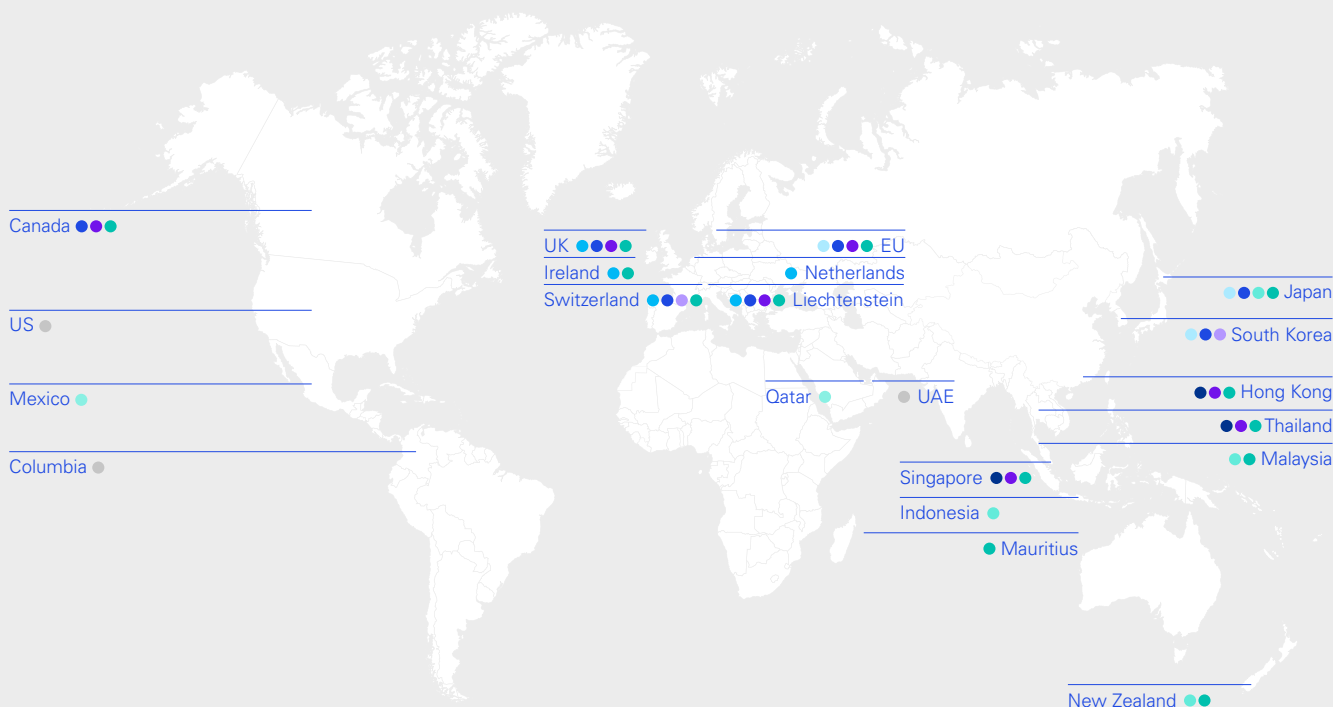 Canada
US
Mexico
Columbia
UK
Ireland
Switzerland
EU
Netherlands
Liechtenstein
Qatar
UAE
Singapore
Indonesia
Mauritius
Japan
South Korea
Hong Kong
Thailand
Malaysia
New Zealand